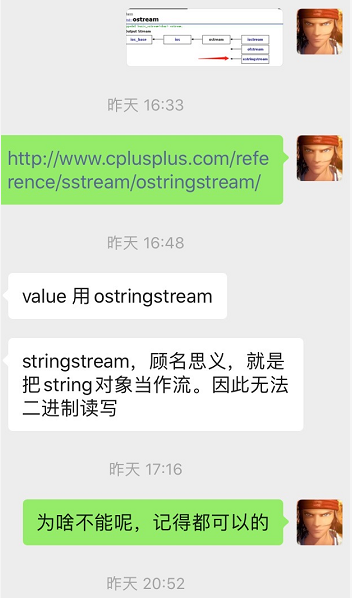 ostream
Output Stream
ios_base
ios
ostream
iostream
ofstream
ostringstream
昨天 16:33
http://www.cplusplus.com/refe
rence/sstream/ostringstream/
昨天 16:48
value 用 ostringstream
stringstream，顾名思义，就是
把string对象当作流。因此无法
二进制读写
昨天 17:16
为啥不能呢，记得都可以的
昨天 20:52